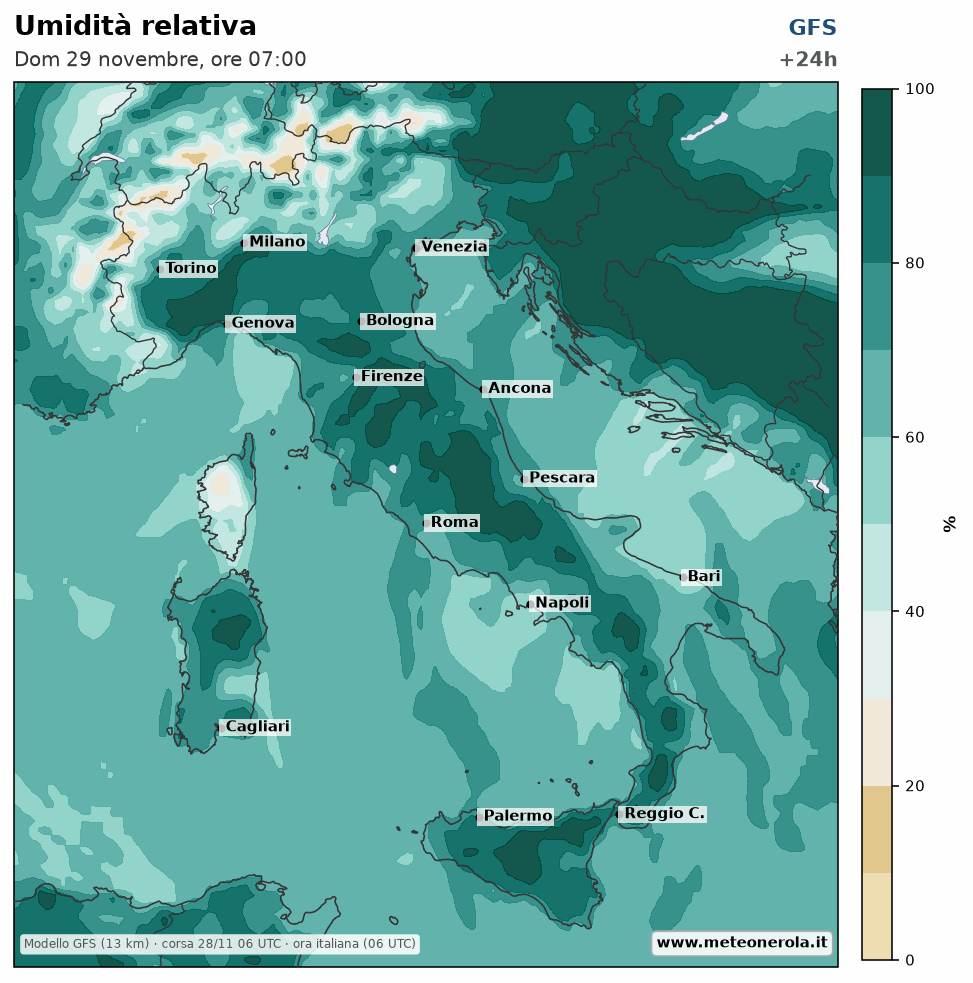 Umidità relativa
GFS
Dom 29 novembre, ore 07:00
+24h
100
80
60
40
20
0
%
Milano
Venezia
Torino
Genova
Bologna
Firenze
Ancona
Pescara
Roma
Bari
Napoli
Cagliari
Palermo
Reggio C.
Modello GFS (13 km) · corsa 28/11 06 UTC · ora italiana (06 UTC)
www.meteonerola.it